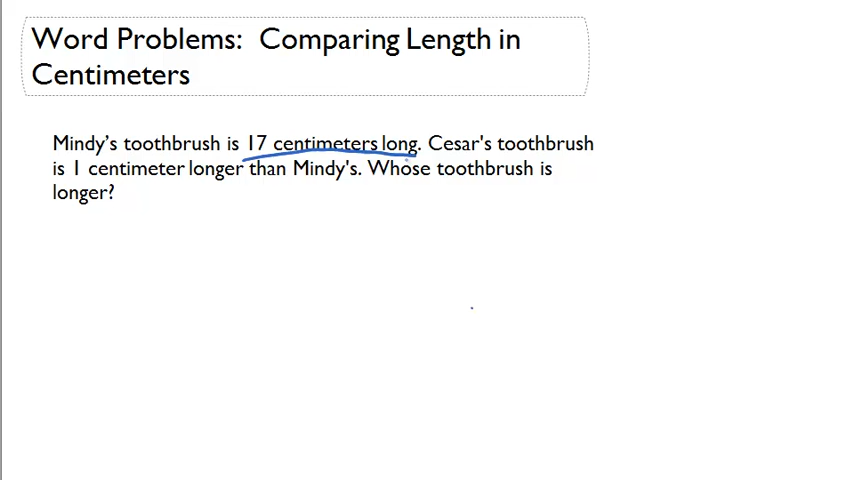 Word Problems:  Comparing Length in
Centimeters
Mindy’s toothbrush is 17 centimeters long. Cesar's toothbrush
is 1 centimeter longer than Mindy's. Whose toothbrush is
longer?